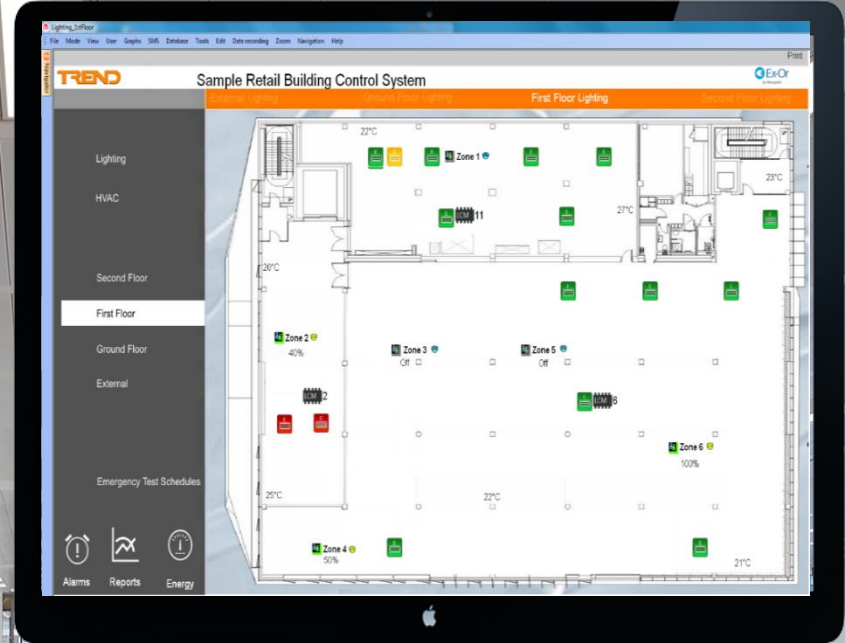 Lighting_1stFloor
File Mode View User Graphs SMS Database Tools Edit Data recording Zoom Navigation Help
Print
Navigator
TREND
Sample Retail Building Control System
Ex-Or
External Lighting Ground Floor Lighting First Floor Lighting Second Floor Lighting
Lighting
HVAC
Second Floor
First Floor
Ground Floor
External
Emergency Test Schedules
Alarms Reports Energy
22°C
Zone 1
23°C
LCM 11
27°C
20°C
Zone 2
40%
Zone 3
Off
Zone 5
Off
LCM 2
LCM 8
Zone 6
100%
25°C
22°C
Zone 4
50%
21°C